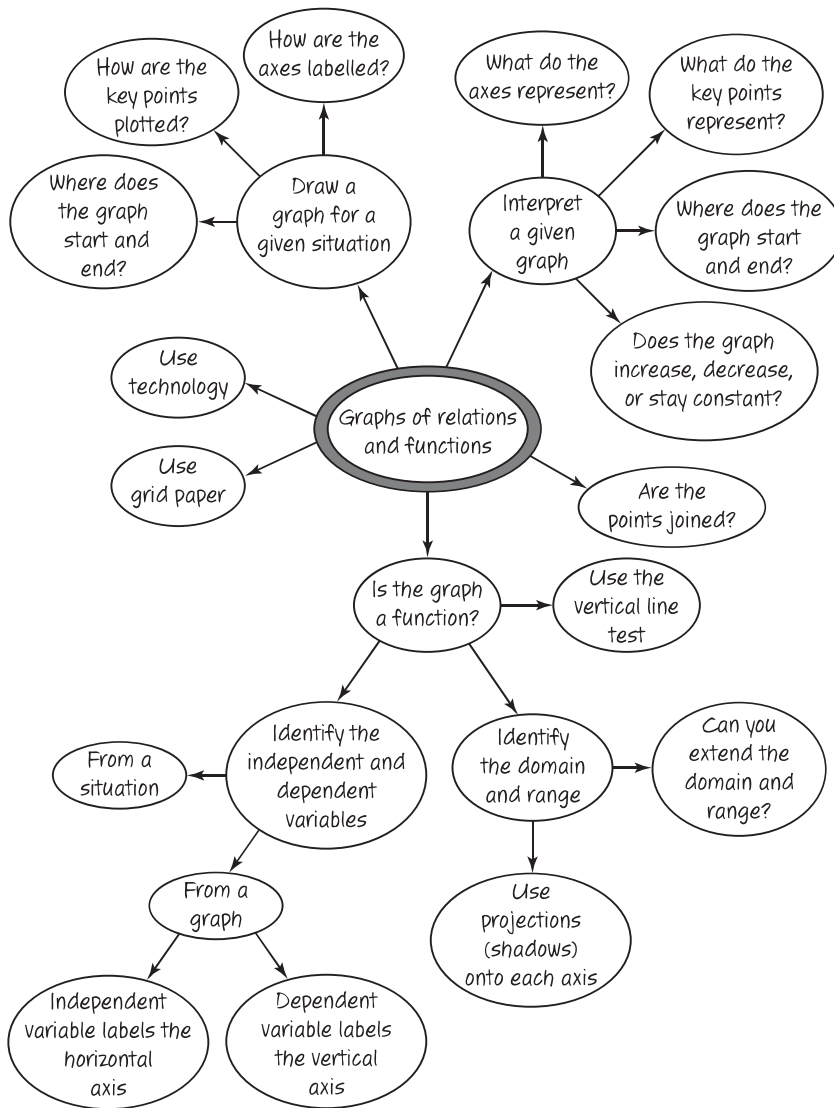 How are the
axes labelled?
How are the
key points
plotted?
Where does
the graph
start and
end?
Draw a
graph for a
given situation
What do the
axes represent?
What do the
key points
represent?
Interpret
a given
graph
Where does the
graph start
and end?
Does the graph
increase, decrease,
or stay constant?
Use
technology
Graphs of relations
and functions
Use
grid paper
Are the
points joined?
Is the graph
a function?
Use the
vertical line
test
Identify the
independent and
dependent
variables
From a
situation
Identify
the domain
and range
Can you
extend the
domain and
range?
From a
graph
Use
projections
(shadows)
onto each axis
Independent
variable labels the
horizontal
axis
Dependent
variable labels
the vertical
axis